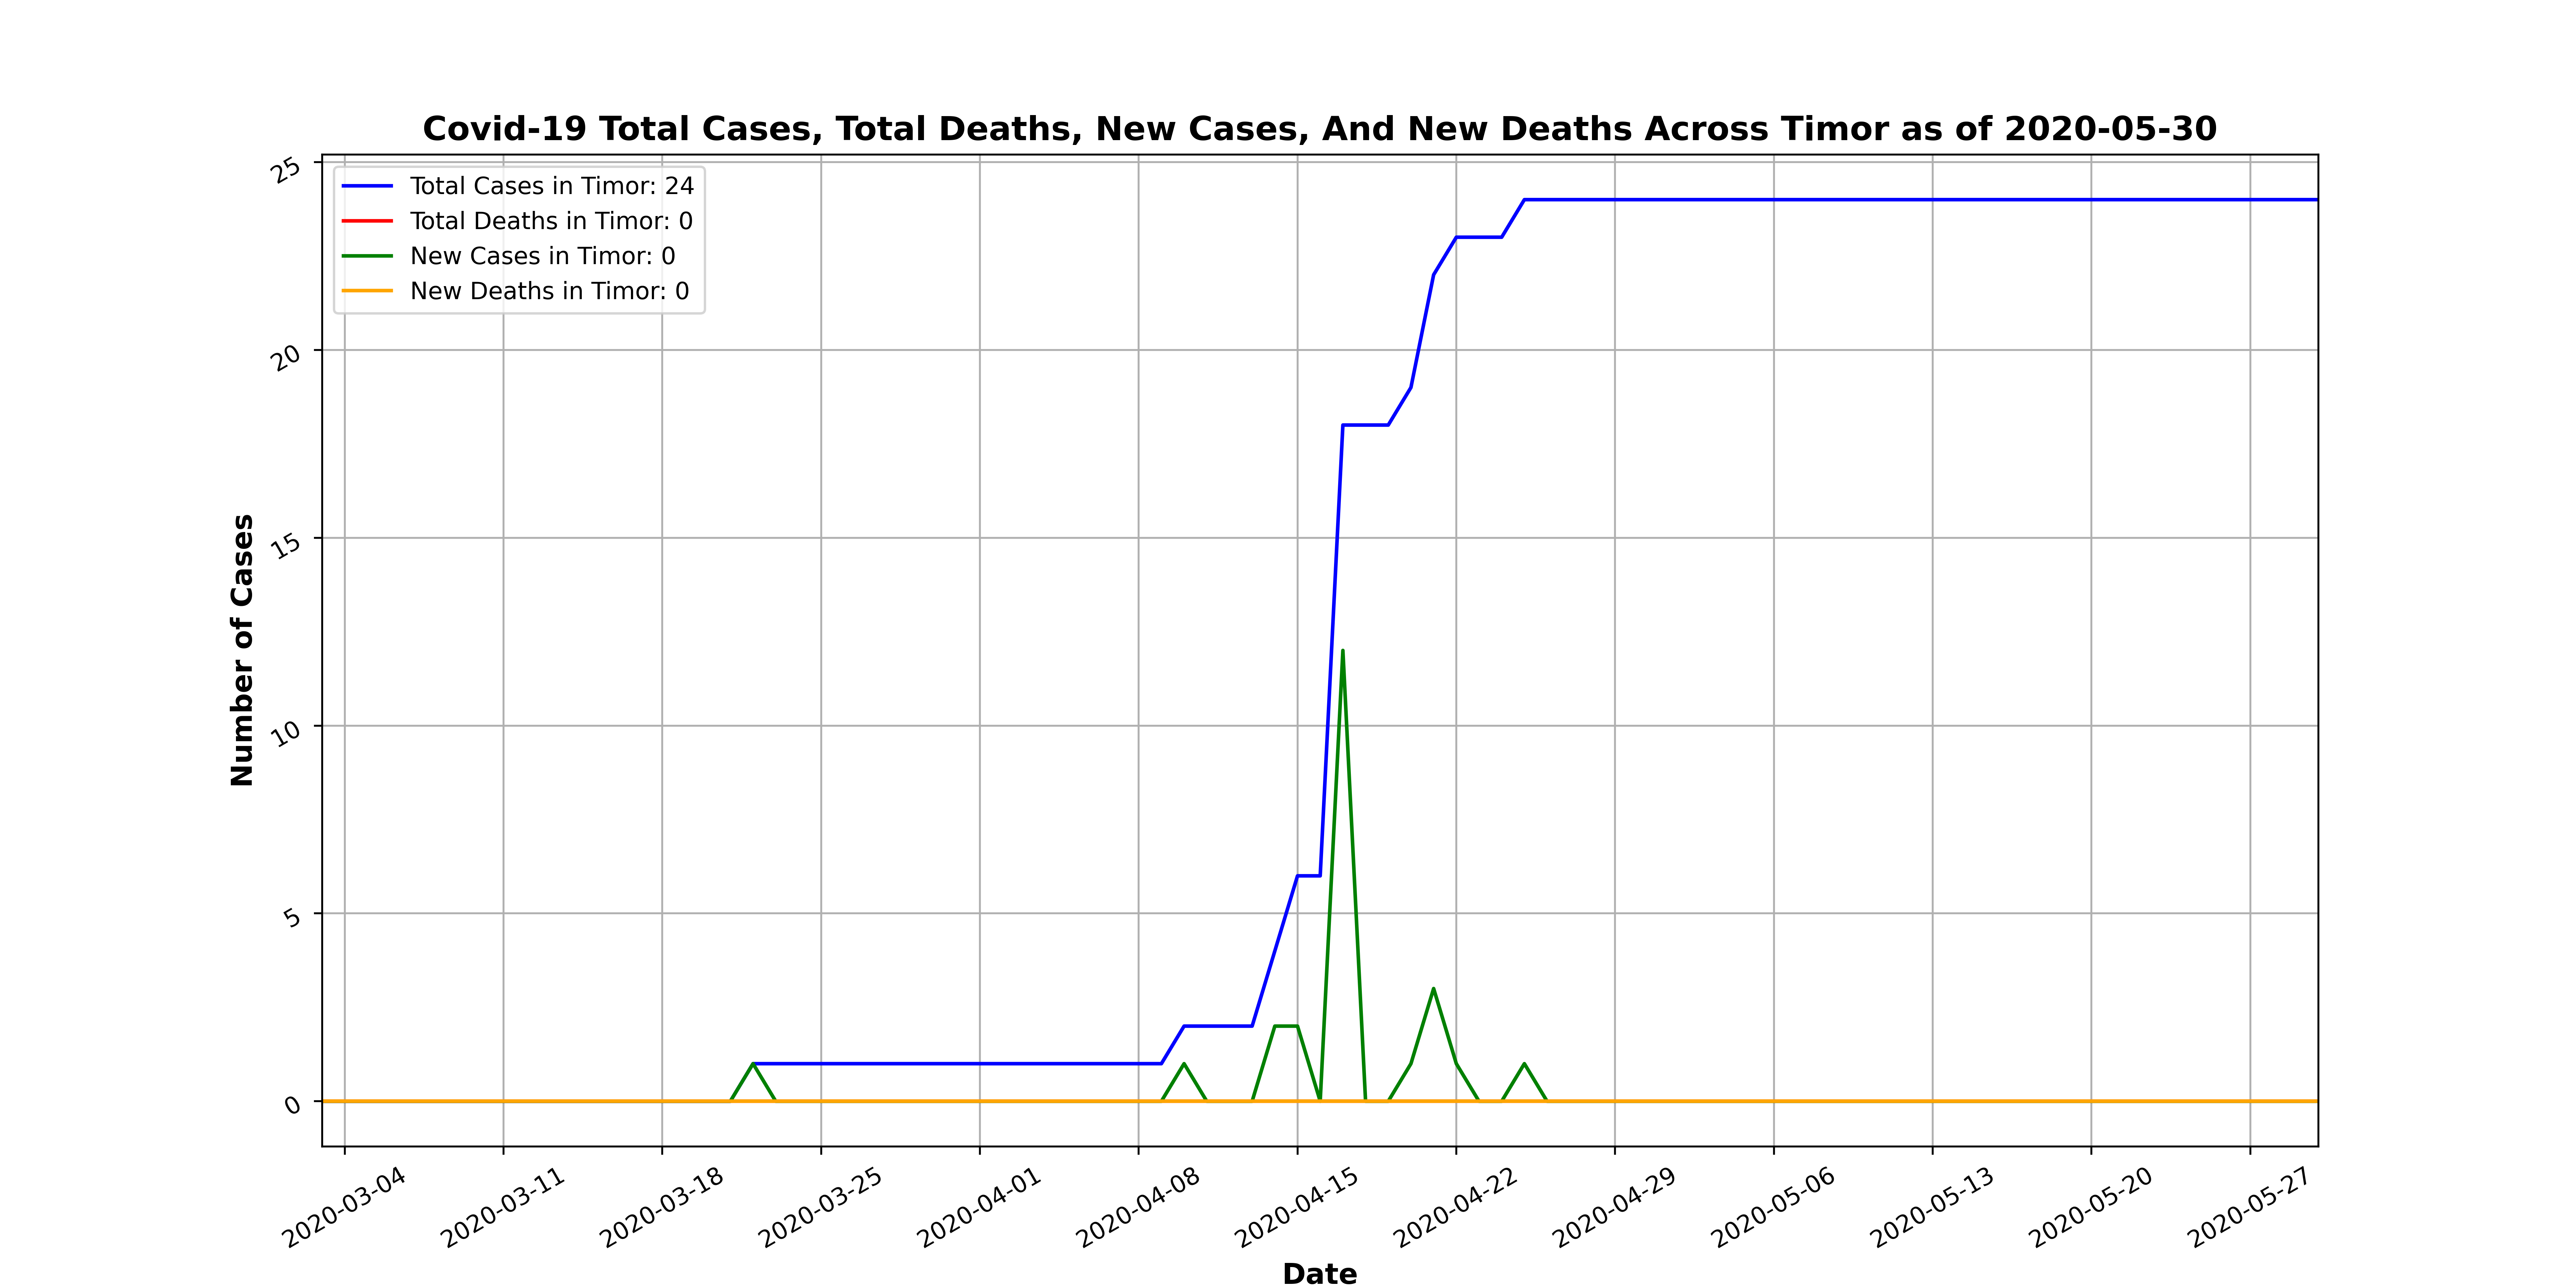 Covid-19 Total Cases, Total Deaths, New Cases, And New Deaths Across Timor as of 2020-05-30
Total Cases in Timor: 24
Total Deaths in Timor: 0
New Cases in Timor: 0
New Deaths in Timor: 0
25
20
15
10
5
0
Number of Cases
2020-03-04
2020-03-11
2020-03-18
2020-03-25
2020-04-01
2020-04-08
2020-04-15
2020-04-22
2020-04-29
2020-05-06
2020-05-13
2020-05-20
2020-05-27
Date